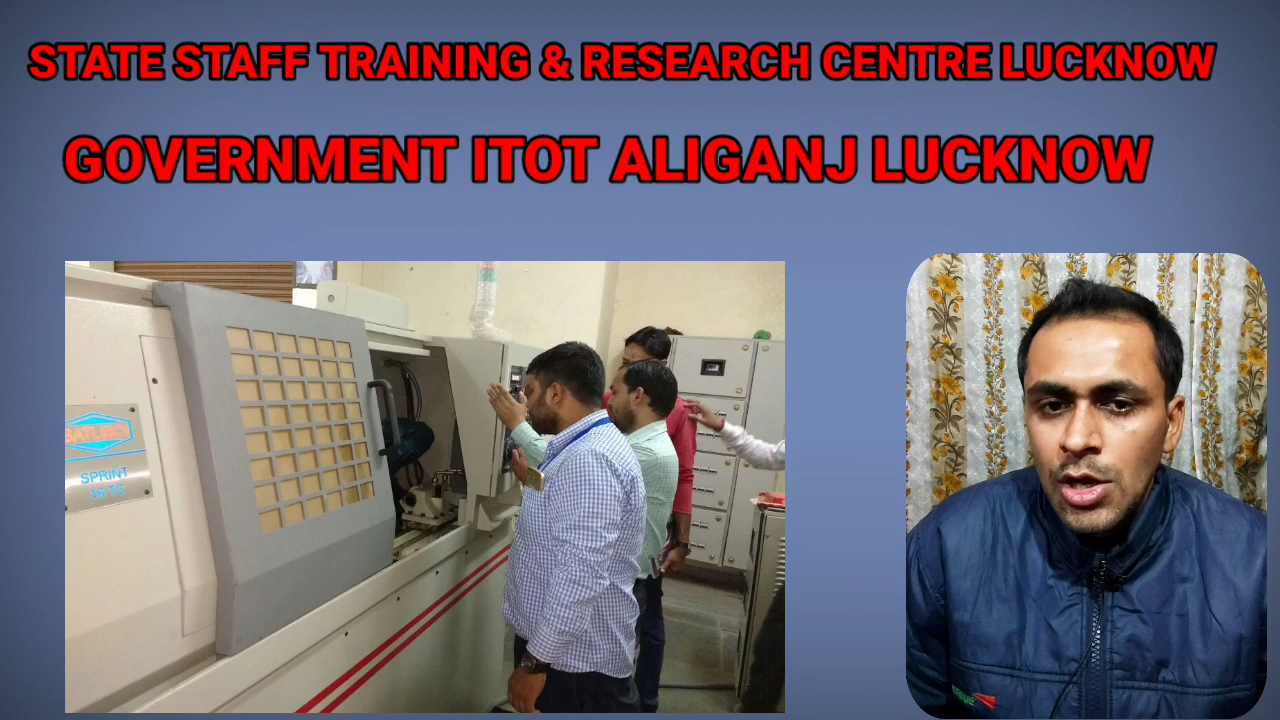 STATE STAFF TRAINING & RESEARCH CENTRE LUCKNOW
GOVERNMENT ITOT ALIGANJ LUCKNOW
SPRINT
16 TC